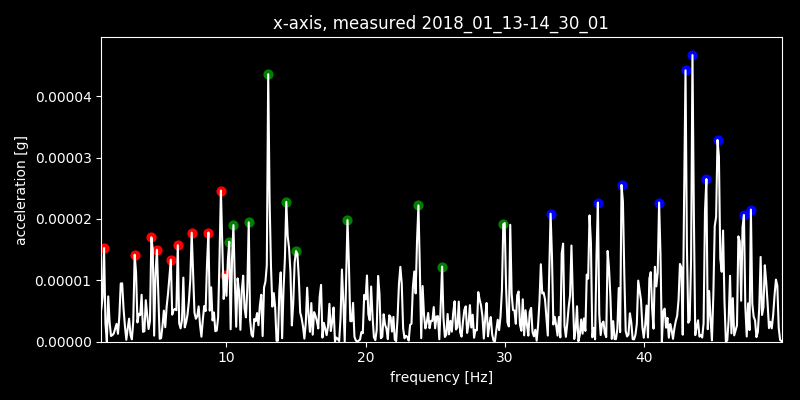 x-axis, measured 2018_01_13-14_30_01
acceleration [g]
0.00004
0.00003
0.00002
0.00001
0.00000
10 20 30 40
frequency [Hz]